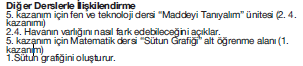 Diğer Derslerle İlişkilendirme
5. kazanım için fen ve teknoloji dersi “Maddeyi Tanıyalım” ünitesi (2. 4.
kazanımı)
2.4. Havanın varlığını nasıl fark edebileceğini açıklar.
5. kazanım için Matematik dersi “Sütun Grafiği” alt öğrenme alanı (1.
kazanım)
1.Sütun grafiğini oluşturur.